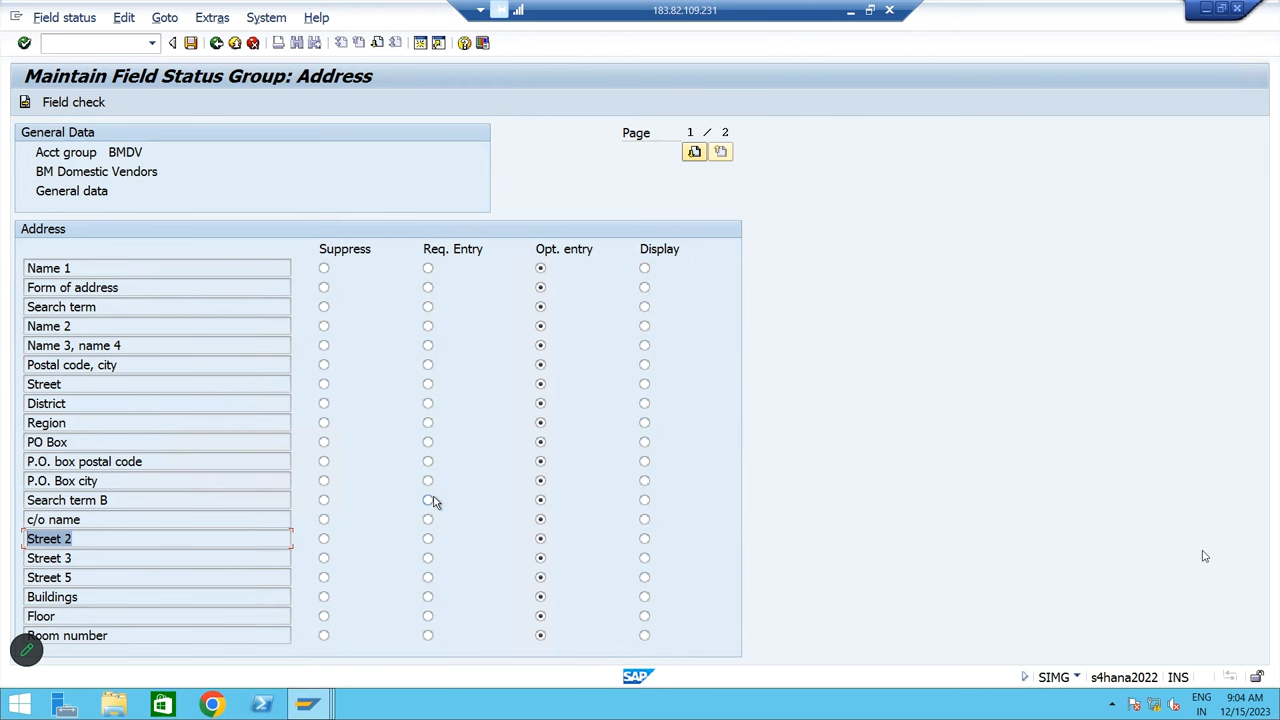 183.82.109.231
Field status Edit Goto Extras System Help
Maintain Field Status Group: Address
Field check
General Data
Acct group BMDV
BM Domestic Vendors
General data
Page 1 / 2
Address
Suppress Req. Entry Opt. entry Display
Name 1
Form of address
Search term
Name 2
Name 3, name 4
Postal code, city
Street
District
Region
PO Box
P.O. box postal code
P.O. Box city
Search term B
c/o name
Street 2
Street 3
Street 5
Buildings
Floor
Room number
SAP
SIMG s4hana2022 INS
ENG 9:04 AM
IN 12/15/2023